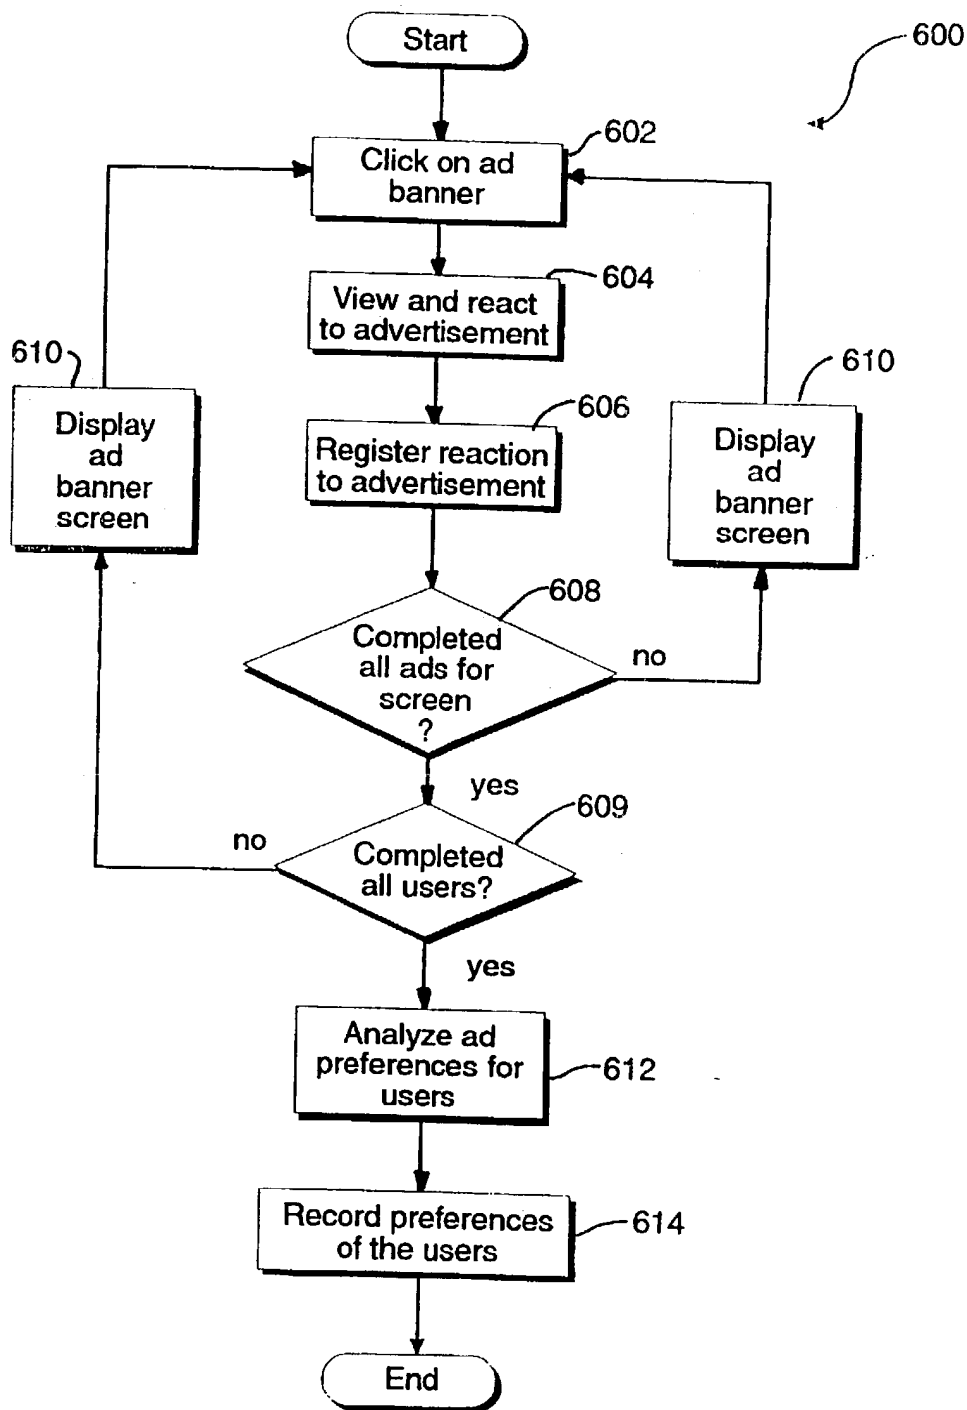 Start
600
602
Click on ad
banner
604
View and react
to advertisement
610
Display
ad
banner
screen
606
Register reaction
to advertisement
610
Display
ad
banner
screen
608
Completed
all ads for
screen
?
no
yes
609
no
Completed
all users?
yes
Analyze ad
preferences for
users
612
Record preferences
of the users
614
End